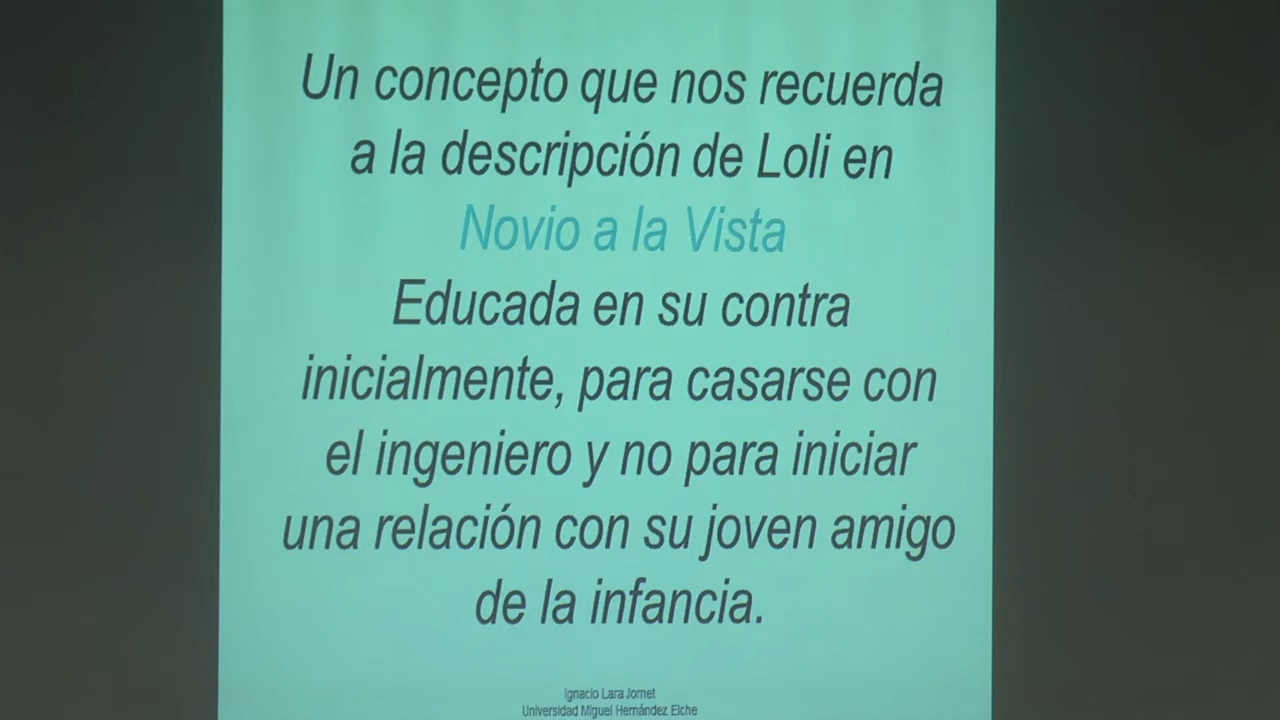 Un concepto que nos recuerda
a la descripción de Loli en
Novio a la Vista
Educada en su contra
inicialmente, para casarse con
el ingeniero y no para iniciar
una relación con su joven amigo
de la infancia.
Ignacio Lara Jornet
Universidad Miguel Hernández Elche